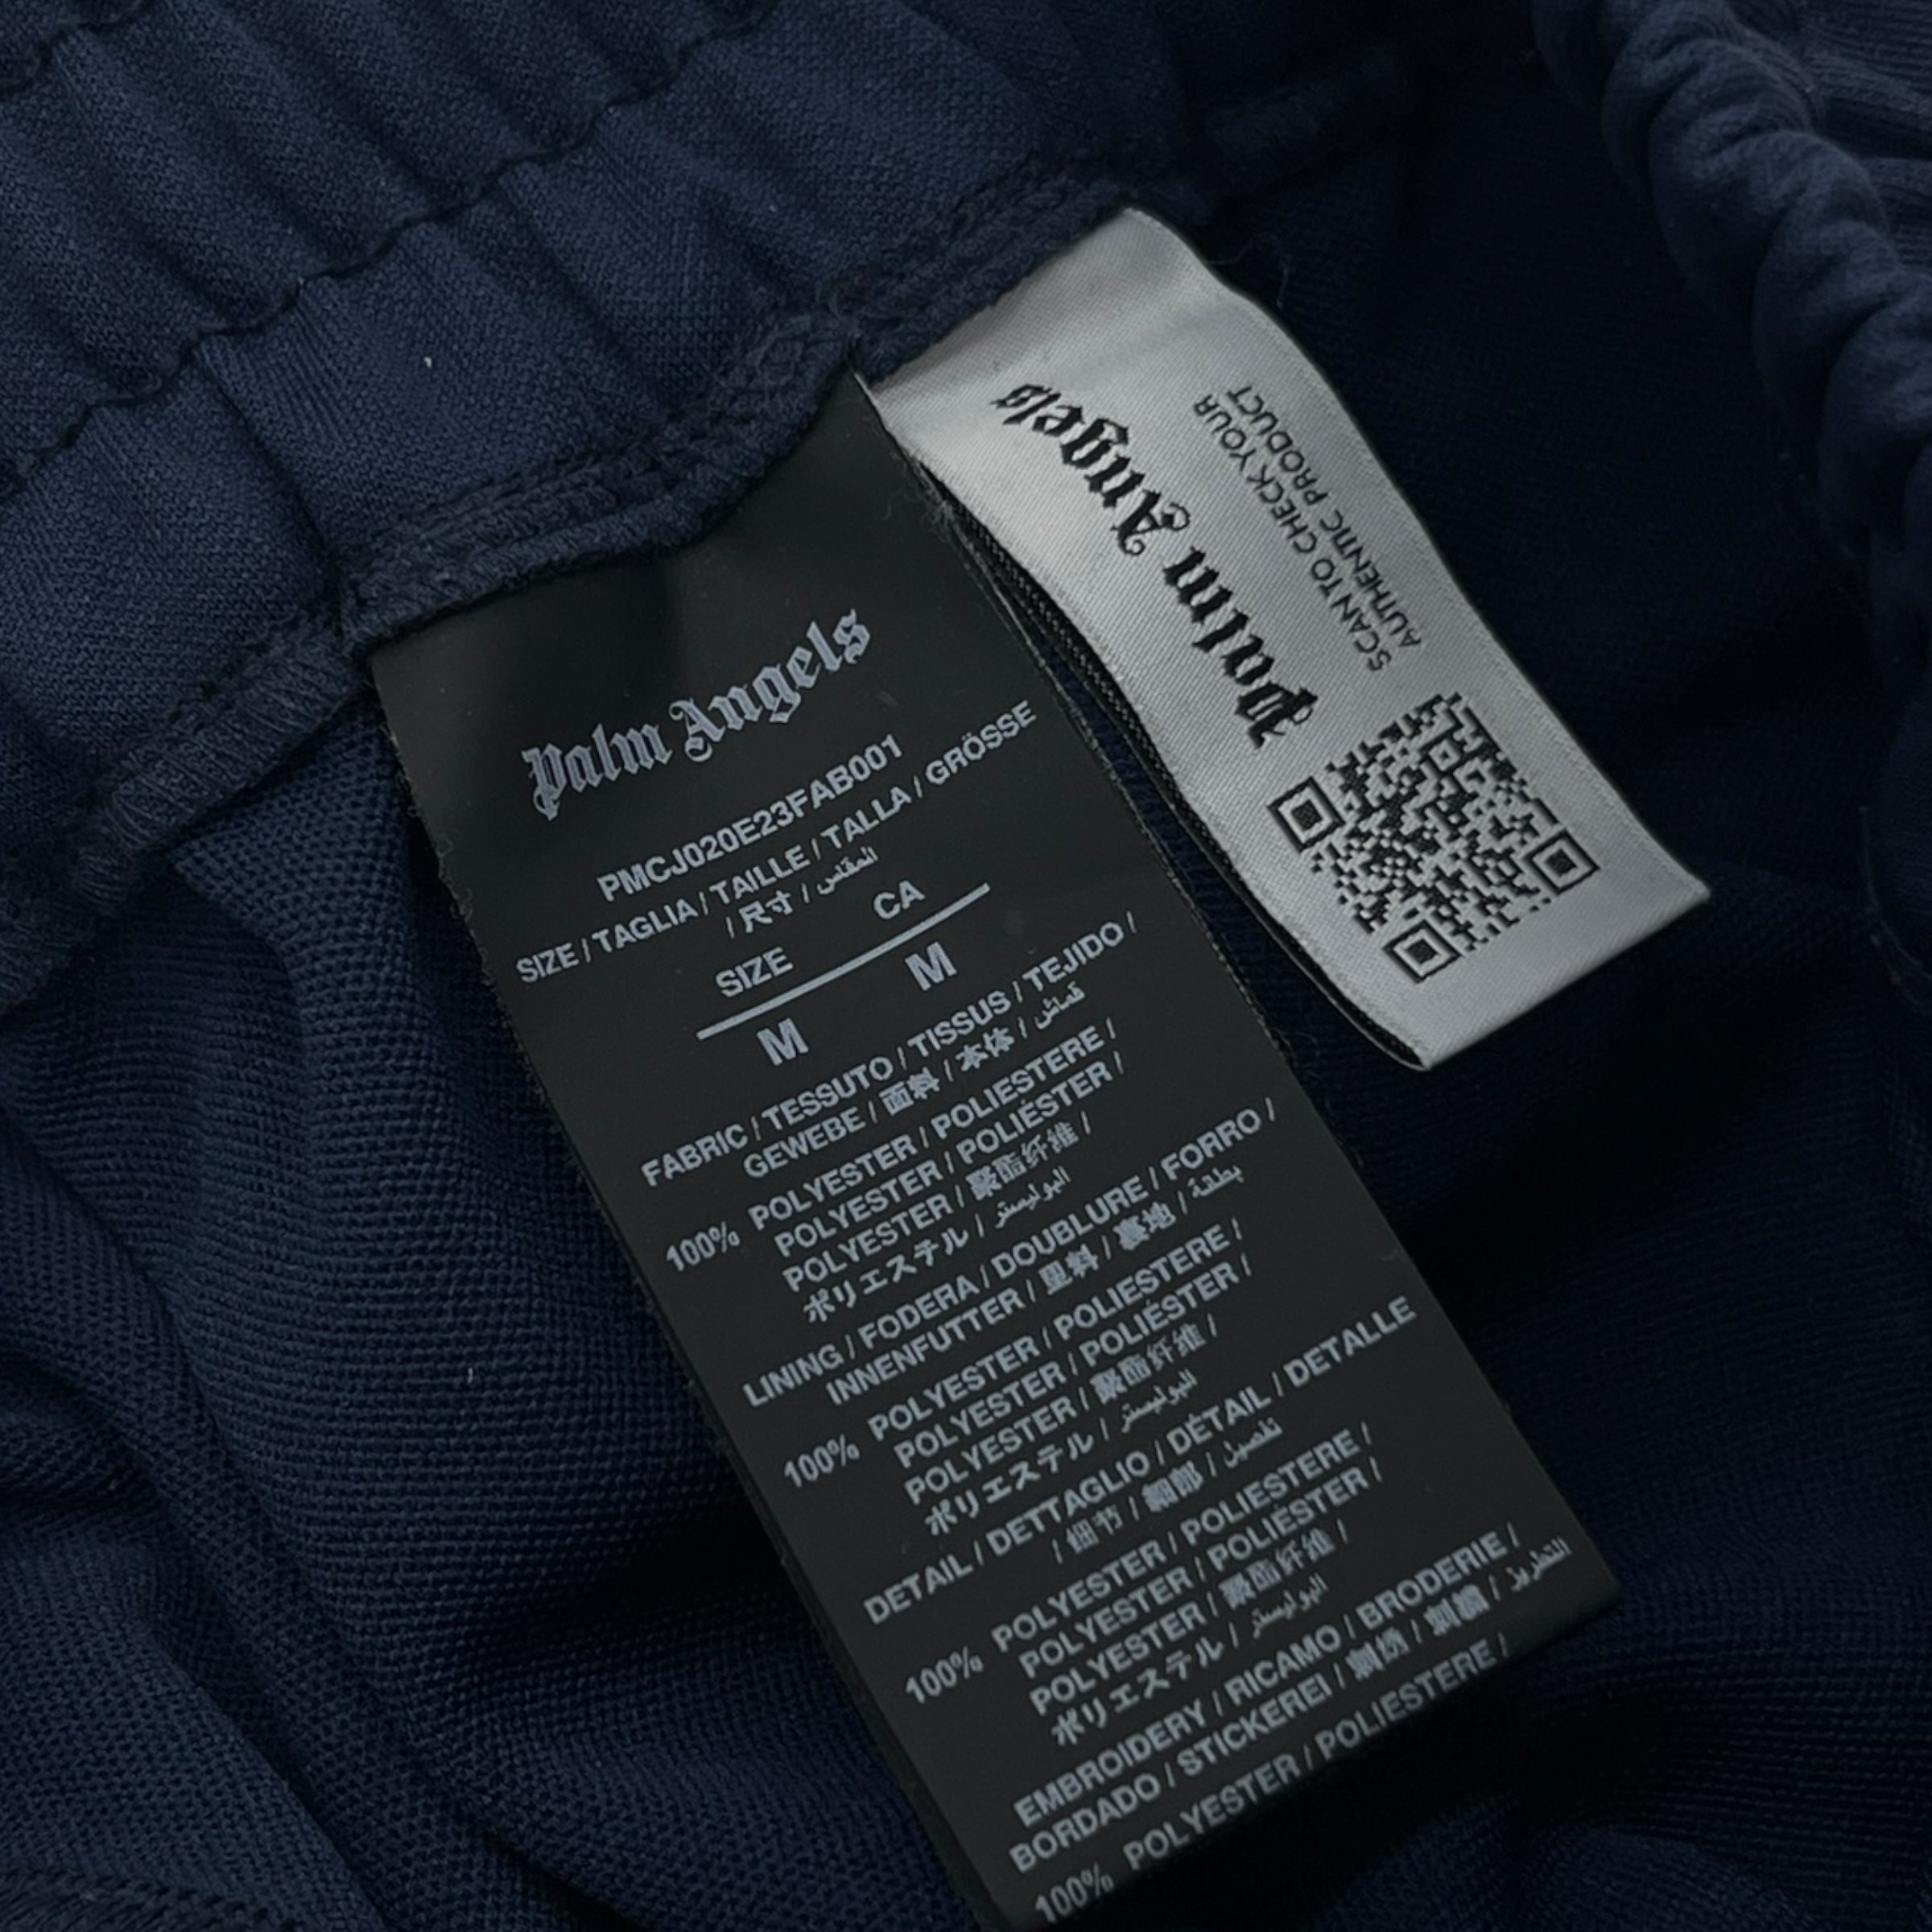 Palm Angels
PMCJ020E23FAB001
SIZE / TAGLIA / TAILLE / TALLA / GRÖSSE
/ 尺寸 / المقاس
SIZE CA
M M
FABRIC / TESSUTO / TISSUS / TEJIDO /
GEWEBE / 面料 / 本体 / قماش
100% POLYESTER / POLIESTERE /
POLYESTER / POLIÉSTER /
POLYESTER / 聚酯纤维 /
ポリエステル / البوليستر
LINING / FODERA / DOUBLURE / FORRO /
INNENFUTTER / 里料 / 裏地 / بطقة
100% POLYESTER / POLIESTERE /
POLYESTER / POLIÉSTER /
POLYESTER / 聚酯纤维 /
ポリエステル / البوليستر
DETAIL / DETTAGLIO / DÉTAIL / DETALLE
/ 细节 / 細部 / تفصيل
100% POLYESTER / POLIESTERE /
POLYESTER / POLIÉSTER /
POLYESTER / 聚酯纤维 /
ポリエステル / البوليستر
EMBROIDERY / RICAMO / BRODERIE /
BORDADO / STICKEREI / 刺绣 / 刺繍 / التطريز
100% POLYESTER / POLIESTERE /
Palm Angels
SCAN TO CHECK YOUR
AUTHENTIC PRODUCT